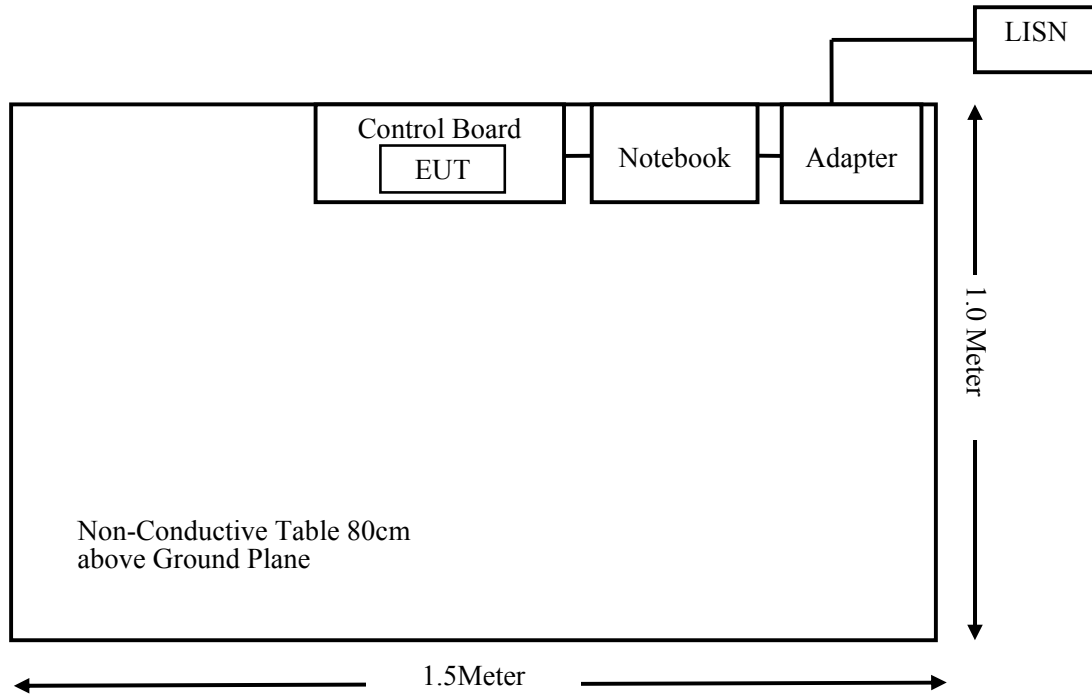 LISN
Control Board
EUT
Notebook
Adapter
1.0 Meter
Non-Conductive Table 80cm
above Ground Plane
1.5Meter